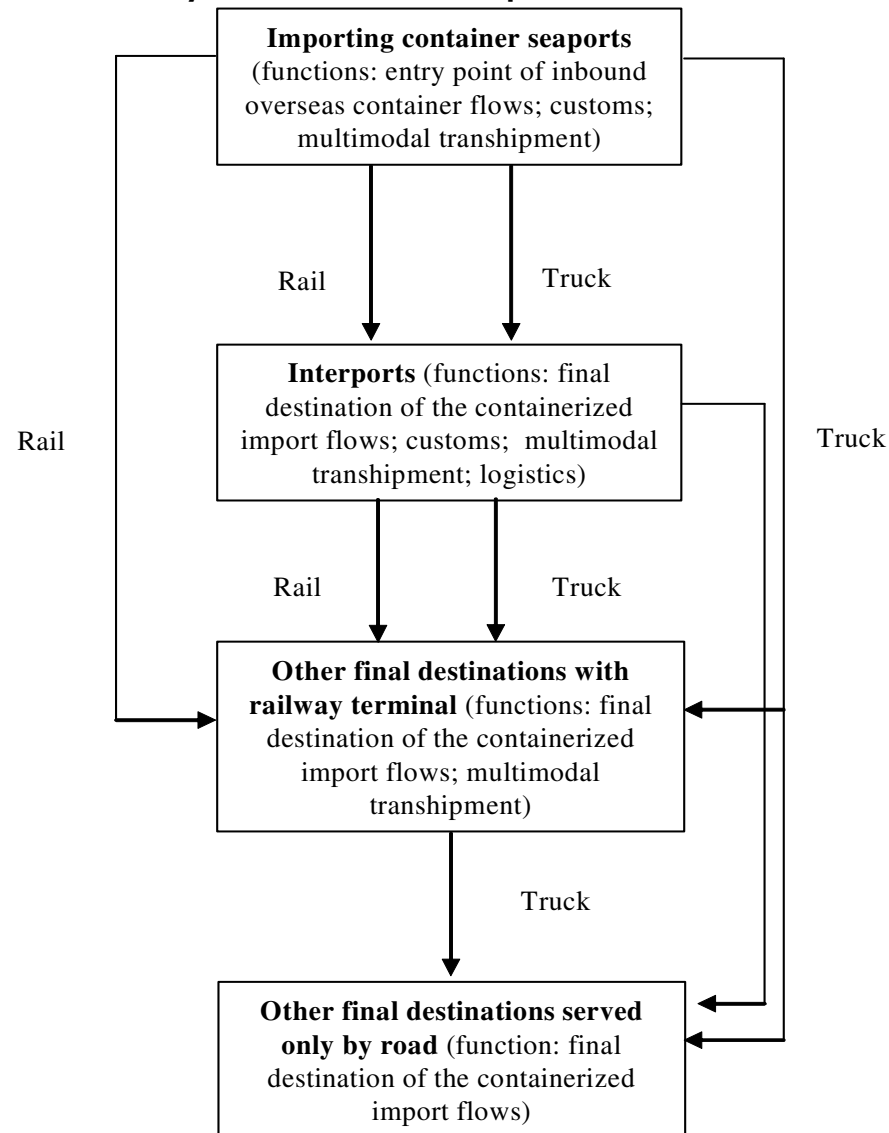 Importing container seaports
(functions: entry point of inbound
overseas container flows; customs;
multimodal transhipment)
Rail
Truck
Interports (functions: final
destination of the containerized
import flows; customs; multimodal
transhipment; logistics)
Rail
Truck
Rail
Truck
Other final destinations with
railway terminal (functions: final
destination of the containerized
import flows; multimodal
transhipment)
Truck
Other final destinations served
only by road (function: final
destination of the containerized
import flows)